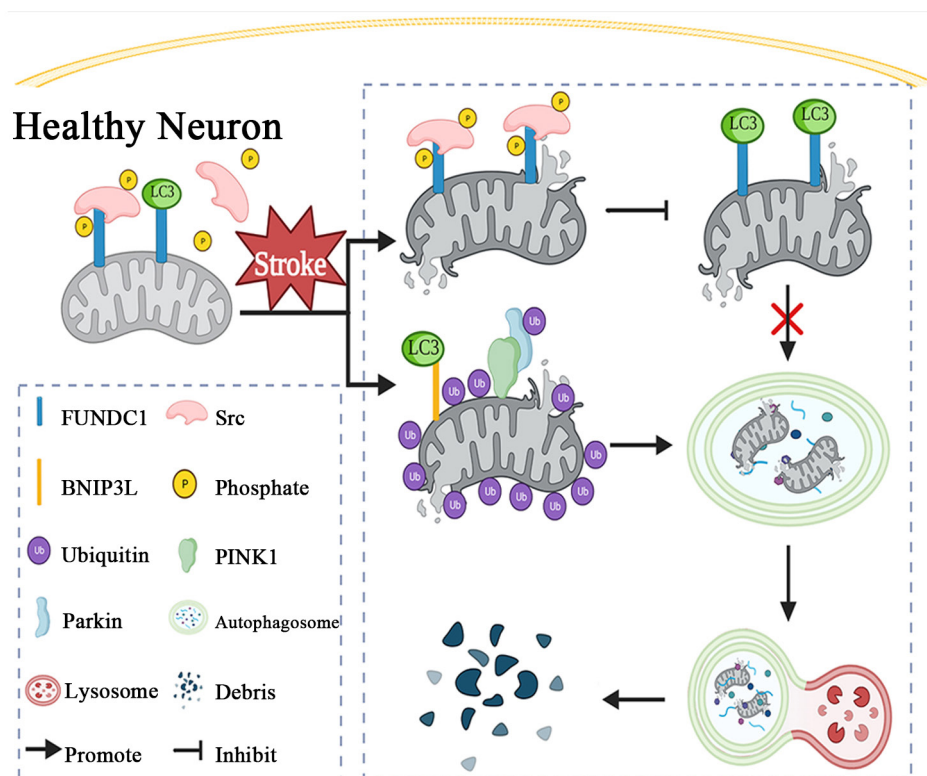 Healthy Neuron
P
P
LC3
P
P
Stroke
P
P
P
P
LC3
LC3
LC3
Ub
Ub
Ub
Ub
Ub
Ub
Ub
Ub
Ub
Ub
Ub
Ub
FUNDC1
Src
BNIP3L
P
Phosphate
Ub
Ubiquitin
PINK1
Parkin
Autophagosome
Lysosome
Debris
Promote
Inhibit